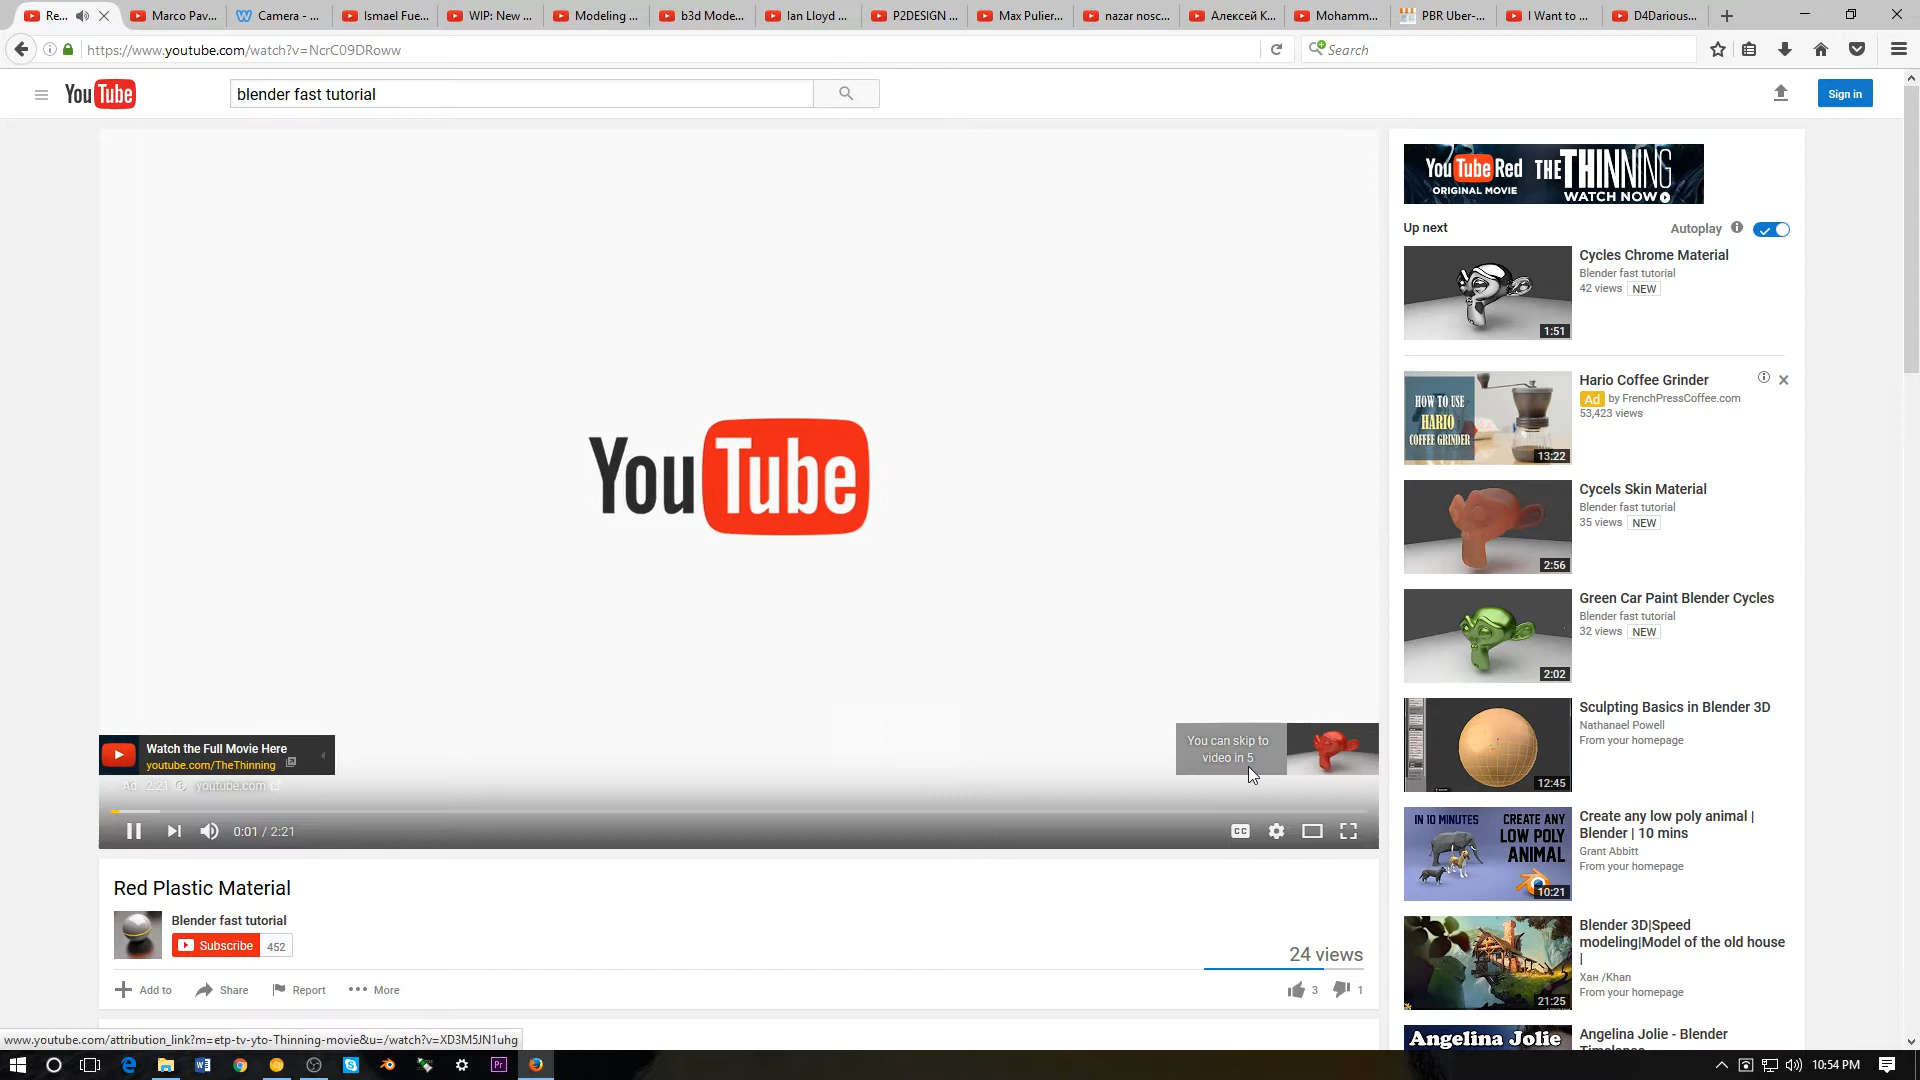 Re...
Marco Pav...
Camera - ...
Ismael Fue...
WIP: New ...
Modeling ...
b3d Mode...
Ian Lloyd ...
P2DESIGN ...
Max Pulier...
nazar nosc...
Алексей К...
Mohamm...
PBR Uber-...
I Want to ...
D4Darious...
https://www.youtube.com/watch?v=NcrC09DRoww
Search
YouTube
blender fast tutorial
Sign in
YouTube
Watch the Full Movie Here
youtube.com/TheThinning
Ad · 2:21
youtube.com
You can skip to
video in 5
0:01 / 2:21
CC
Red Plastic Material
Blender fast tutorial
Subscribe 452
24 views
Add to
Share
Report
More
3
1
YouTube Red THE THINNING
ORIGINAL MOVIE WATCH NOW
Up next
Autoplay
Cycles Chrome Material
Blender fast tutorial
42 views NEW
1:51
HOW TO USE
HARIO
COFFEE GRINDER
13:22
Hario Coffee Grinder
Ad by FrenchPressCoffee.com
53,423 views
Cycels Skin Material
Blender fast tutorial
35 views NEW
2:56
Green Car Paint Blender Cycles
Blender fast tutorial
32 views NEW
2:02
Sculpting Basics in Blender 3D
Nathanael Powell
From your homepage
12:45
IN 10 MINUTES
CREATE ANY
LOW POLY
ANIMAL
10:21
Create any low poly animal |
Blender | 10 mins
Grant Abbitt
From your homepage
21:25
Blender 3D|Speed
modeling|Model of the old house
|
Хан /Khan
From your homepage
Angelina Jolie
Angelina Jolie - Blender
Timelapse
www.youtube.com/attribution_link?m=etp-tv-yto-Thinning-movie&u=/watch?v=XD3M5JN1uhg
Pr
10:54 PM